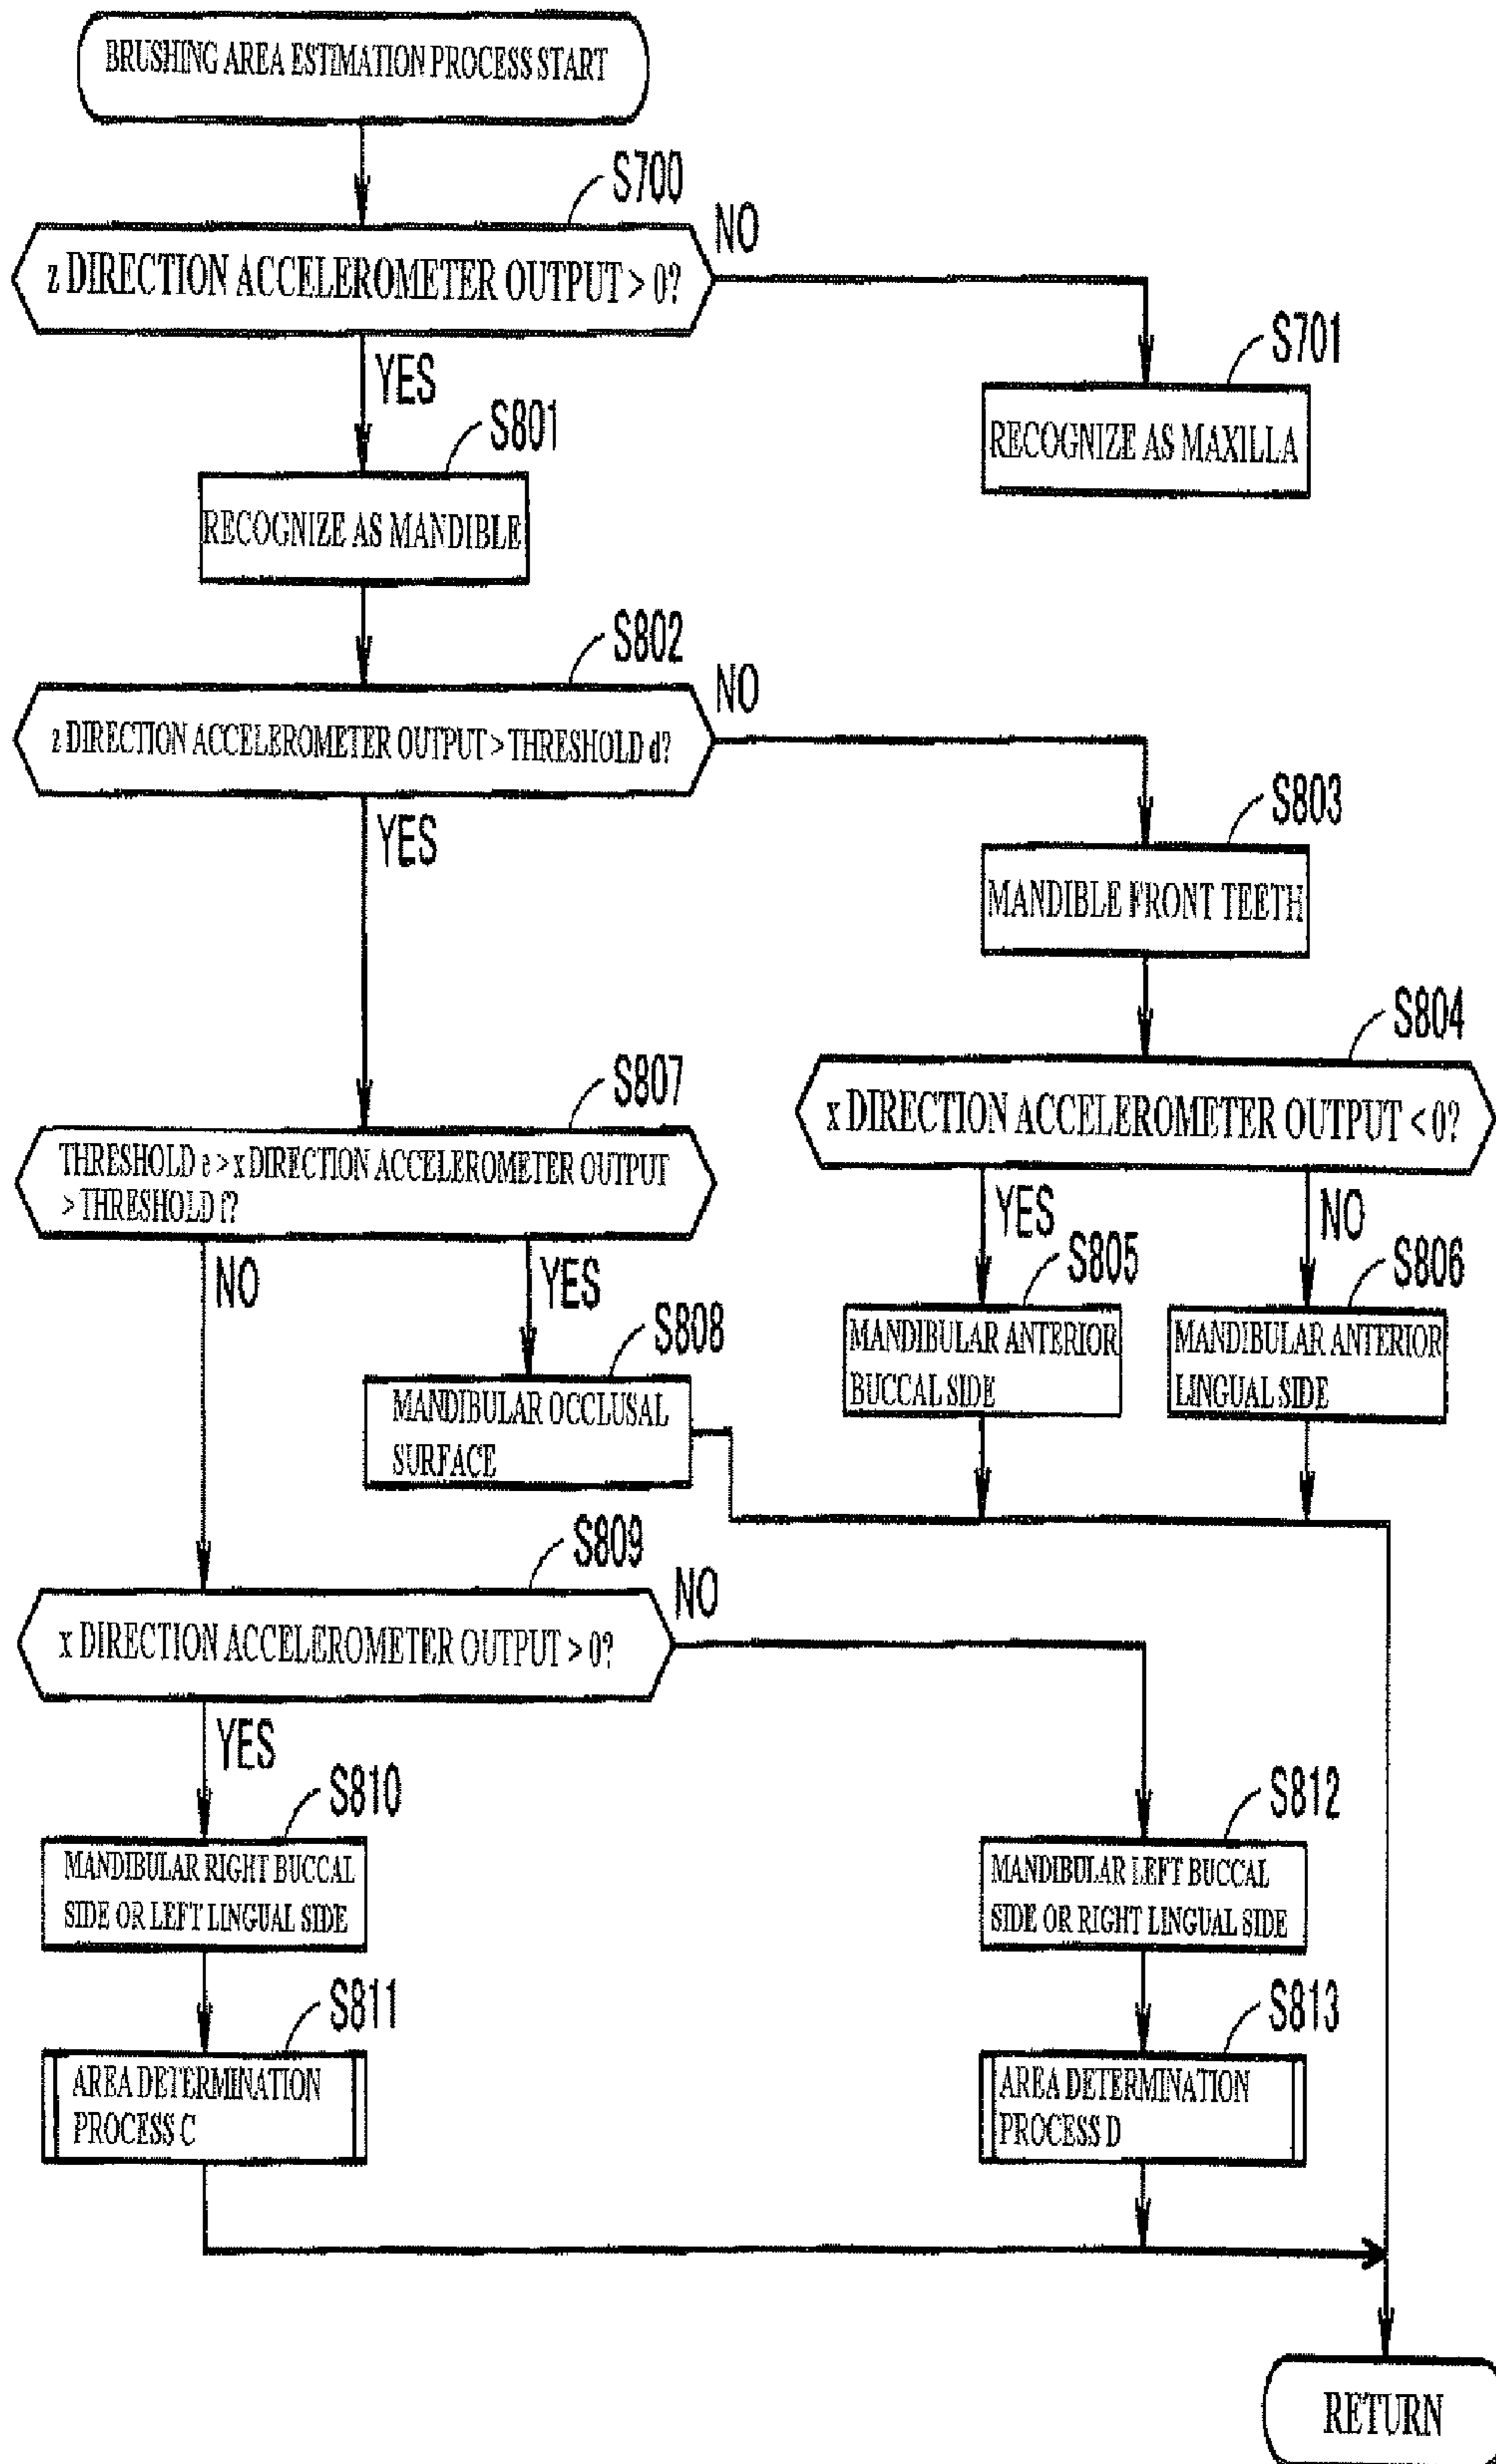 BRUSHING AREA ESTIMATION PROCESS START
S700
z DIRECTION ACCELEROMETER OUTPUT > 0?
NO
YES
S701
RECOGNIZE AS MAXILLA
S801
RECOGNIZE AS MANDIBLE
S802
z DIRECTION ACCELEROMETER OUTPUT > THRESHOLD d?
NO
YES
S803
MANDIBLE FRONT TEETH
S804
x DIRECTION ACCELEROMETER OUTPUT < 0?
YES
NO
S805
MANDIBULAR ANTERIOR
BUCCAL SIDE
S806
MANDIBULAR ANTERIOR
LINGUAL SIDE
S807
THRESHOLD e > x DIRECTION ACCELEROMETER OUTPUT
> THRESHOLD f?
NO
YES
S808
MANDIBULAR OCCLUSAL
SURFACE
S809
x DIRECTION ACCELEROMETER OUTPUT > 0?
NO
YES
S810
MANDIBULAR RIGHT BUCCAL
SIDE OR LEFT LINGUAL SIDE
S811
AREA DETERMINATION
PROCESS C
S812
MANDIBULAR LEFT BUCCAL
SIDE OR RIGHT LINGUAL SIDE
S813
AREA DETERMINATION
PROCESS D
RETURN